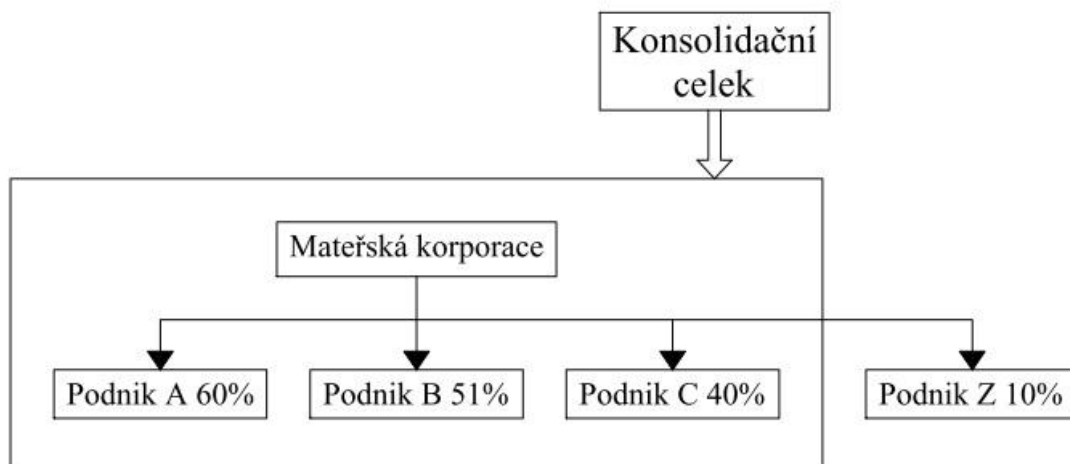 Konsolidační
celek
Mateřská korporace
Podnik A 60%
Podnik B 51%
Podnik C 40%
Podnik Z 10%